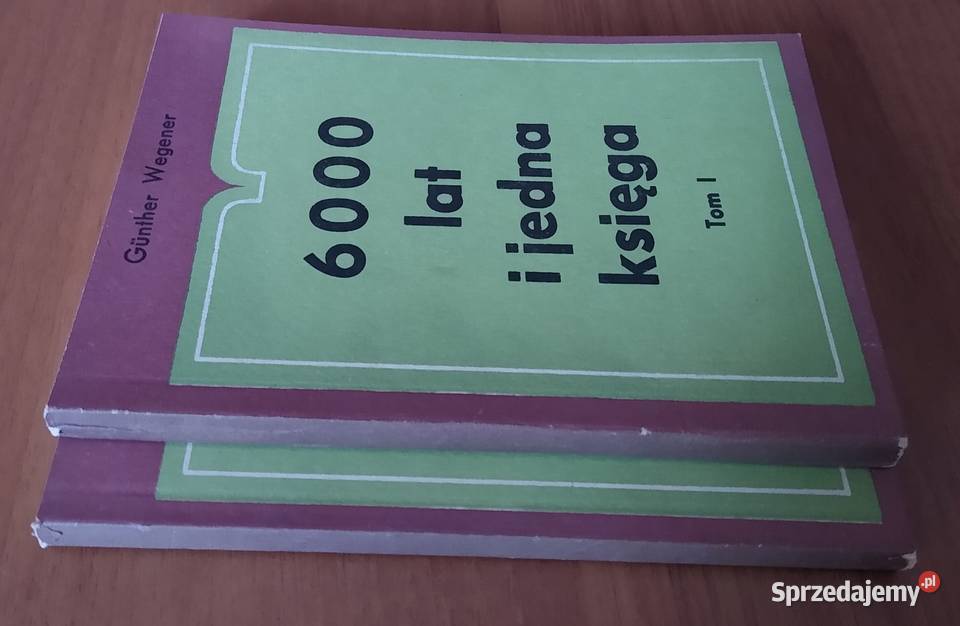 Günther Wegener
6000
lat
i jedna
księga
Tom I
Sprzedajemy.pl